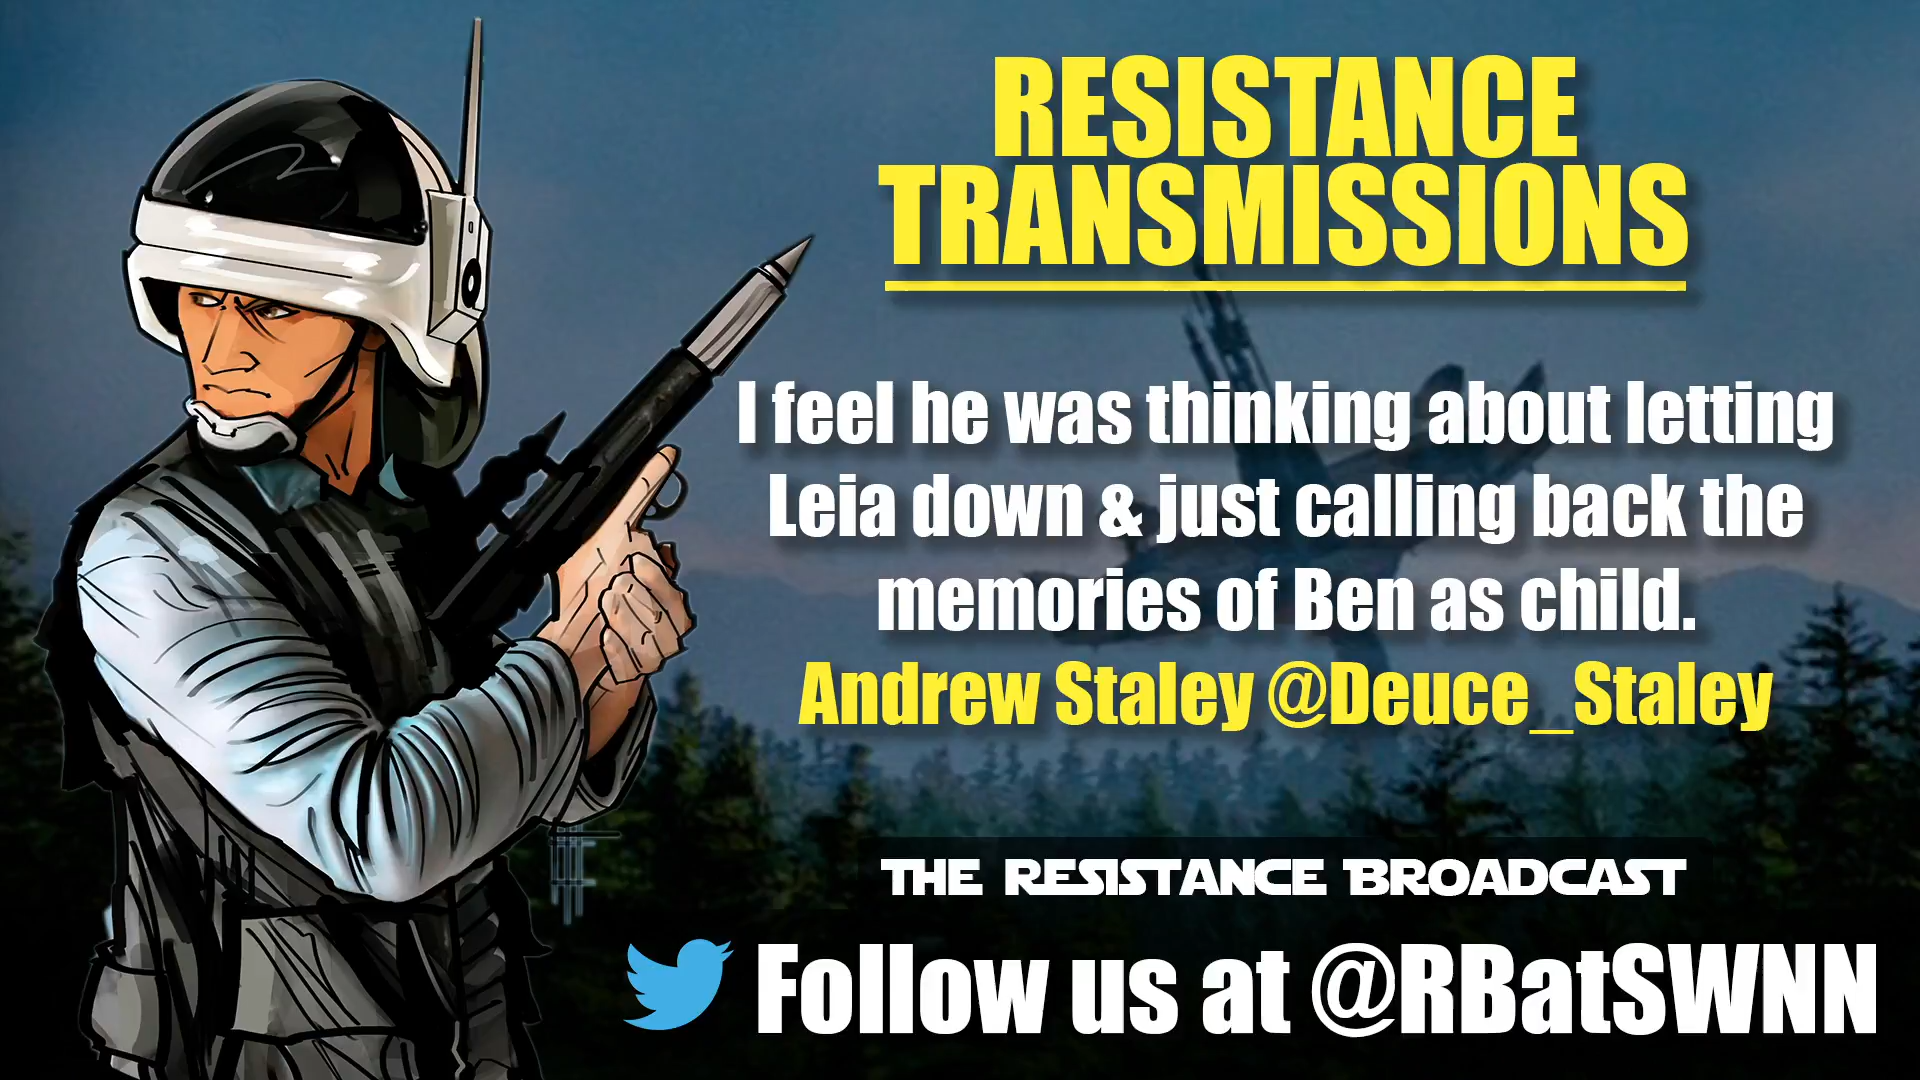 RESISTANCE
TRANSMISSIONS
I feel he was thinking about letting
Leia down & just calling back the
memories of Ben as child.
Andrew Staley @Deuce_Staley
THE RESISTANCE BROADCAST
Follow us at @RBatSWNN